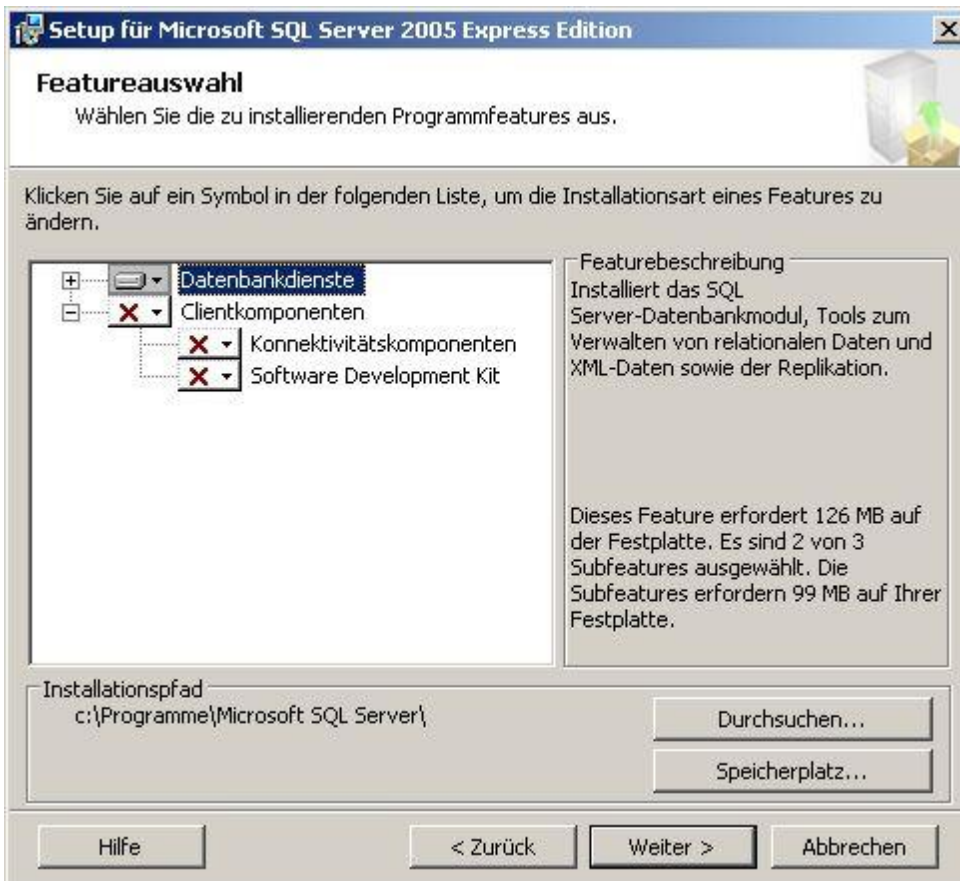 Setup für Microsoft SQL Server 2005 Express Edition
Featureauswahl
Wählen Sie die zu installierenden Programmfeatures aus.
Klicken Sie auf ein Symbol in der folgenden Liste, um die Installationsart eines Features zu
ändern.
Datenbankdienste
Clientkomponenten
Konnektivitätskomponenten
Software Development Kit
Featurebeschreibung
Installiert das SQL
Server-Datenbankmodul, Tools zum
Verwalten von relationalen Daten und
XML-Daten sowie der Replikation.
Dieses Feature erfordert 126 MB auf
der Festplatte. Es sind 2 von 3
Subfeatures ausgewählt. Die
Subfeatures erfordern 99 MB auf Ihrer
Festplatte.
Installationspfad
c:\Programme\Microsoft SQL Server\
Durchsuchen...
Speicherplatz...
Hilfe
< Zurück
Weiter >
Abbrechen